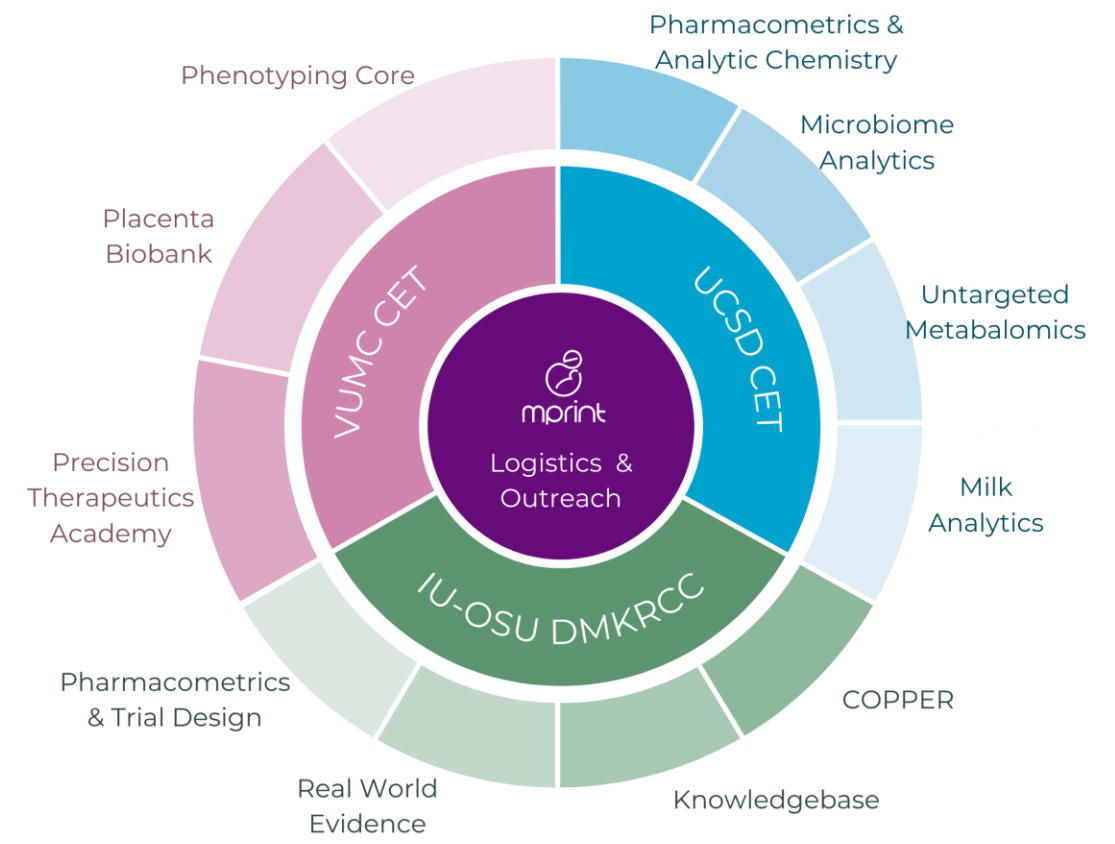 Pharmacometrics &
Analytic Chemistry
Phenotyping Core
Microbiome
Analytics
Placenta
Biobank
VUMC CET
UCSD CET
Untargeted
Metabalomics
mprint
Logistics &
Outreach
Precision
Therapeutics
Academy
Milk
Analytics
IU-OSU DMKRCC
Pharmacometrics
& Trial Design
COPPER
Real World
Evidence
Knowledgebase